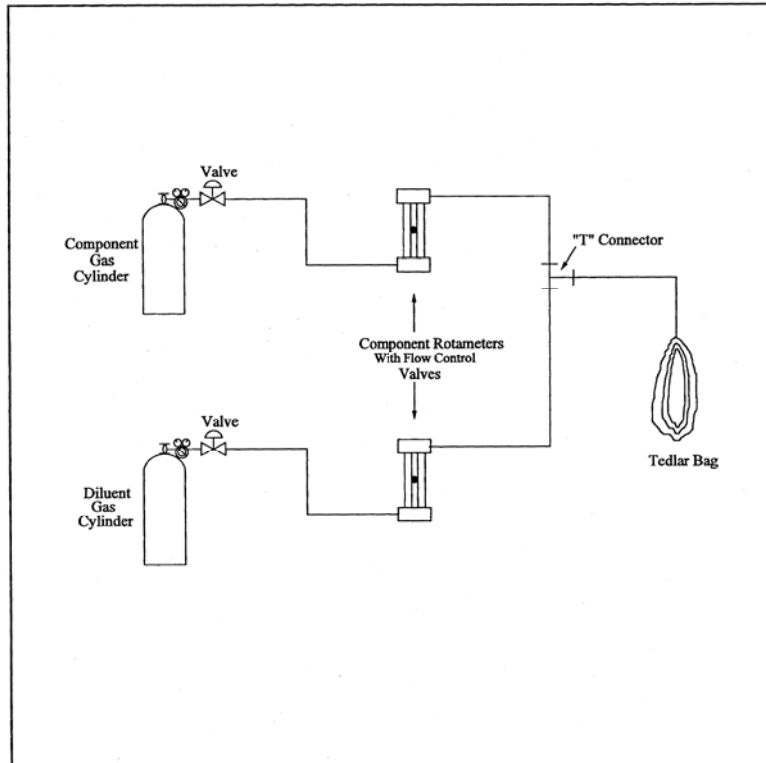 Valve
Component
Gas
Cylinder
"T" Connector
Component Rotameters
With Flow Control
Valves
Valve
Diluent
Gas
Cylinder
Tedlar Bag